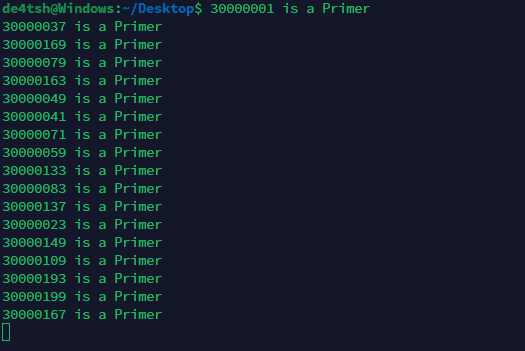 de4tsh@Windows:~/Desktop$ 30000001 is a Primer
30000037 is a Primer
30000169 is a Primer
30000079 is a Primer
30000163 is a Primer
30000049 is a Primer
30000041 is a Primer
30000071 is a Primer
30000059 is a Primer
30000133 is a Primer
30000083 is a Primer
30000137 is a Primer
30000023 is a Primer
30000149 is a Primer
30000109 is a Primer
30000193 is a Primer
30000199 is a Primer
30000167 is a Primer